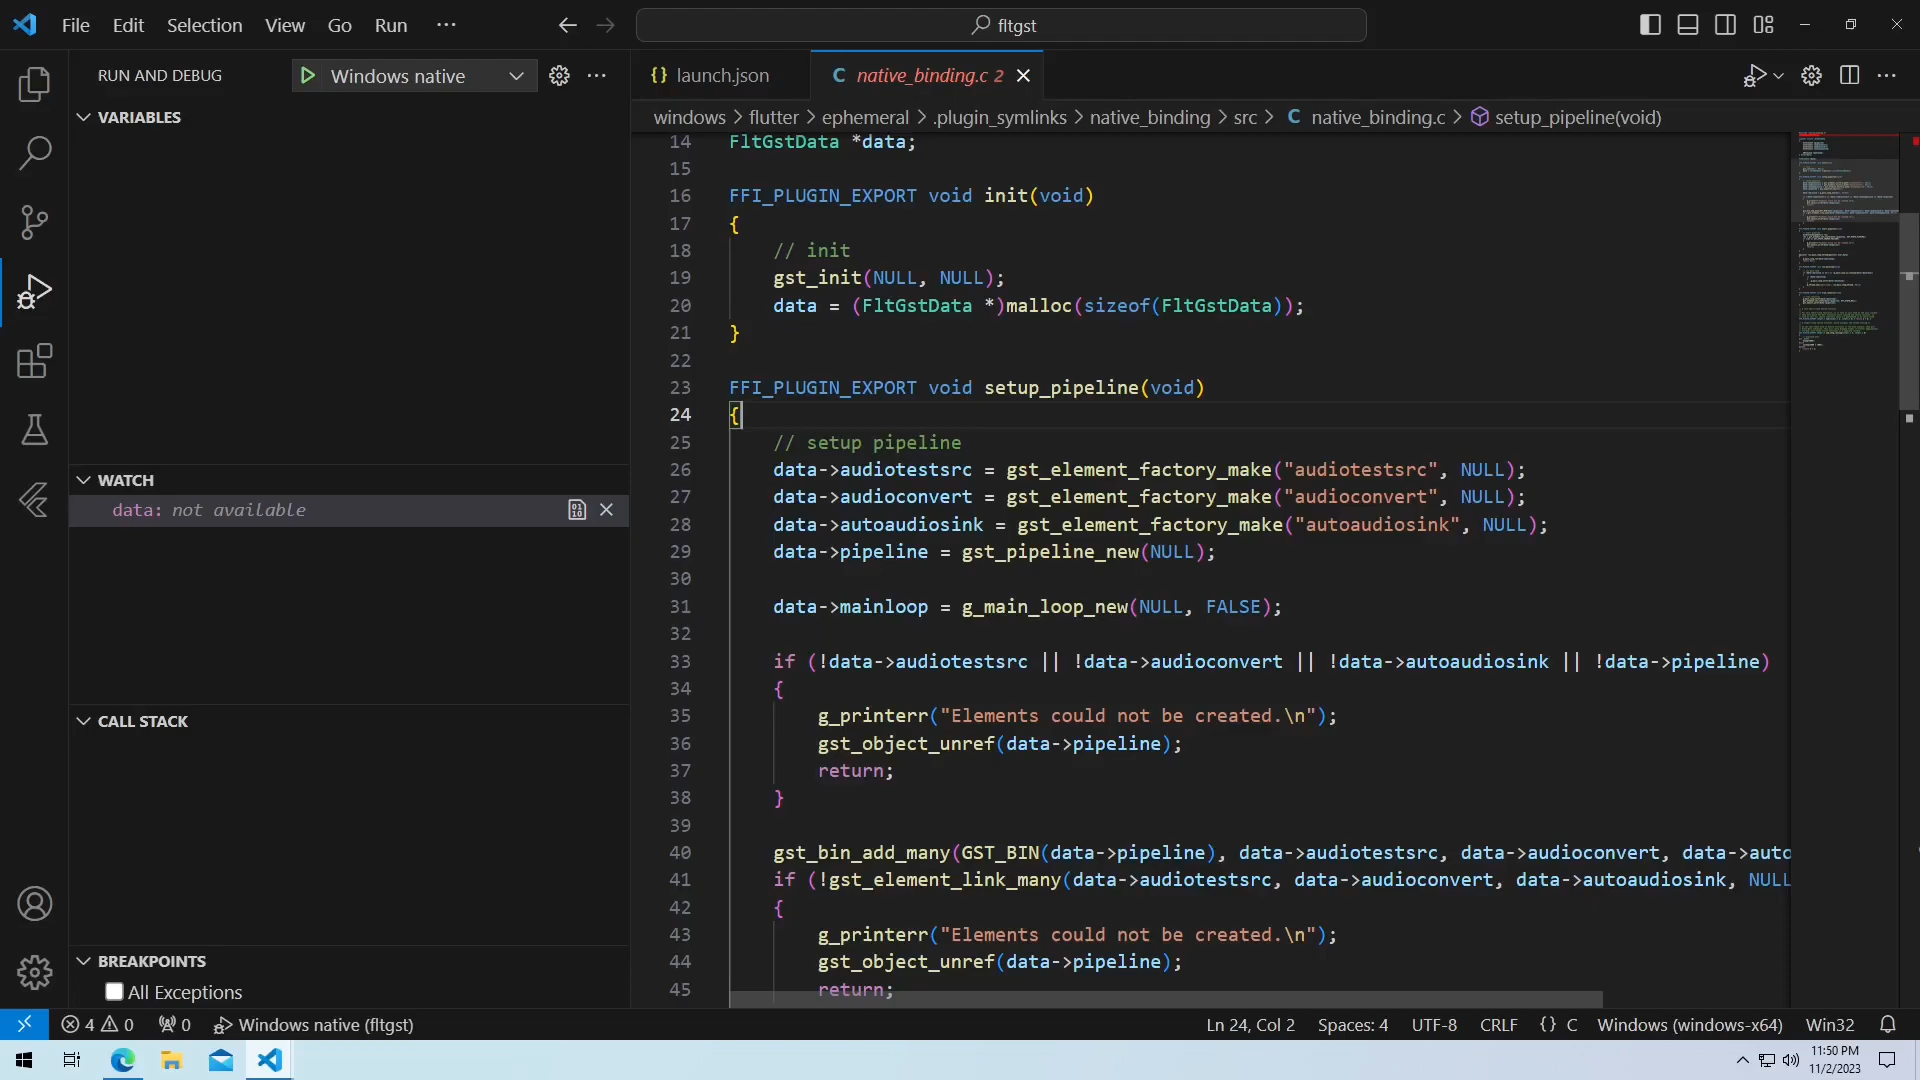 File Edit Selection View Go Run ···
fltgst
RUN AND DEBUG
Windows native
VARIABLES
WATCH
data: not available
CALL STACK
BREAKPOINTS
All Exceptions
{} launch.json
C native_binding.c 2
windows > flutter > ephemeral > .plugin_symlinks > native_binding > src > C native_binding.c > setup_pipeline(void)
14 FltGstData *data;
15
16 FFI_PLUGIN_EXPORT void init(void)
17 {
18 // init
19 gst_init(NULL, NULL);
20 data = (FltGstData *)malloc(sizeof(FltGstData));
21 }
22
23 FFI_PLUGIN_EXPORT void setup_pipeline(void)
24 {
25 // setup pipeline
26 data->audiotestsrc = gst_element_factory_make("audiotestsrc", NULL);
27 data->audioconvert = gst_element_factory_make("audioconvert", NULL);
28 data->autoaudiosink = gst_element_factory_make("autoaudiosink", NULL);
29 data->pipeline = gst_pipeline_new(NULL);
30
31 data->mainloop = g_main_loop_new(NULL, FALSE);
32
33 if (!data->audiotestsrc || !data->audioconvert || !data->autoaudiosink || !data->pipeline)
34 {
35 g_printerr("Elements could not be created.\n");
36 gst_object_unref(data->pipeline);
37 return;
38 }
39
40 gst_bin_add_many(GST_BIN(data->pipeline), data->audiotestsrc, data->audioconvert, data->auto
41 if (!gst_element_link_many(data->audiotestsrc, data->audioconvert, data->autoaudiosink, NULL
42 {
43 g_printerr("Elements could not be created.\n");
44 gst_object_unref(data->pipeline);
45 return;
4 0 0 Windows native (fltgst)
Ln 24, Col 2 Spaces: 4 UTF-8 CRLF {} C Windows (windows-x64) Win32
11:50 PM
11/2/2023